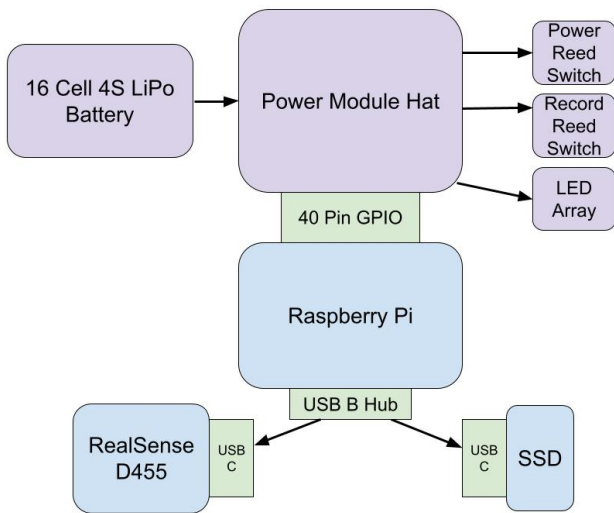 16 Cell 4S LiPo
Battery
Power Module Hat
Power
Reed
Switch
Record
Reed
Switch
LED
Array
40 Pin GPIO
Raspberry Pi
USB B Hub
RealSense
D455
USB
C
USB
C
SSD